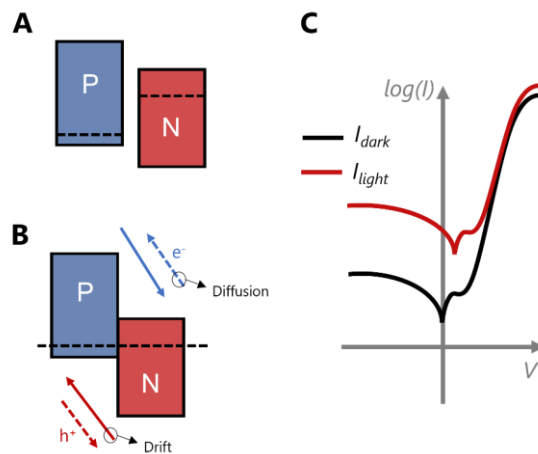 A
P
N
B
P
N
e⁻
Diffusion
h⁺
Drift
C
log(I)
I_dark
I_light
V